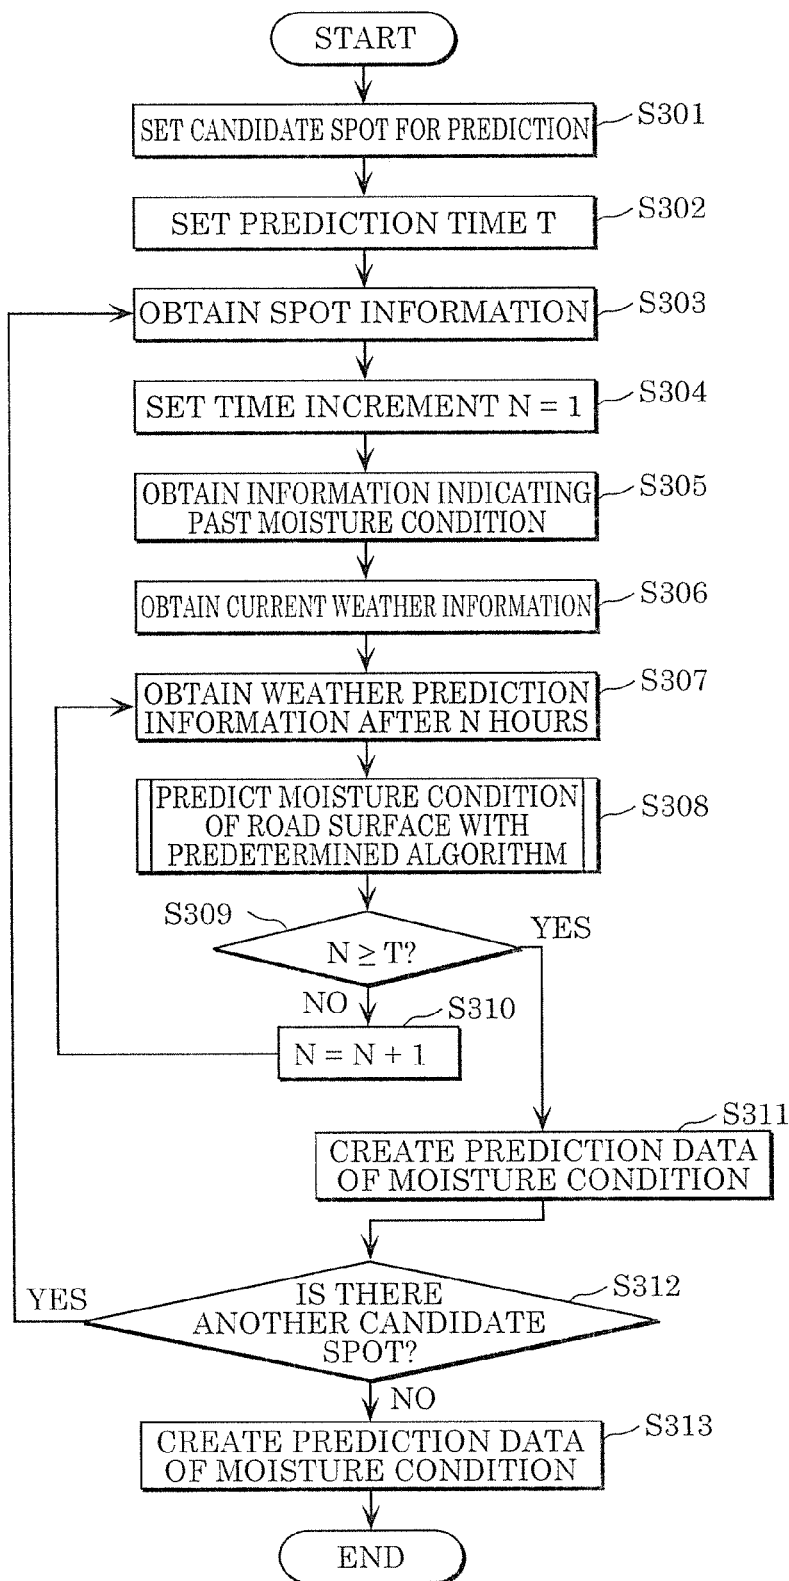 START
SET CANDIDATE SPOT FOR PREDICTION
S301
SET PREDICTION TIME T
S302
OBTAIN SPOT INFORMATION
S303
SET TIME INCREMENT N = 1
S304
OBTAIN INFORMATION INDICATING
PAST MOISTURE CONDITION
S305
OBTAIN CURRENT WEATHER INFORMATION
S306
OBTAIN WEATHER PREDICTION
INFORMATION AFTER N HOURS
S307
PREDICT MOISTURE CONDITION
OF ROAD SURFACE WITH
PREDETERMINED ALGORITHM
S308
S309
N ≥ T?
YES
NO
S310
N = N + 1
S311
CREATE PREDICTION DATA
OF MOISTURE CONDITION
YES
IS THERE
ANOTHER CANDIDATE
SPOT?
S312
NO
CREATE PREDICTION DATA
OF MOISTURE CONDITION
S313
END